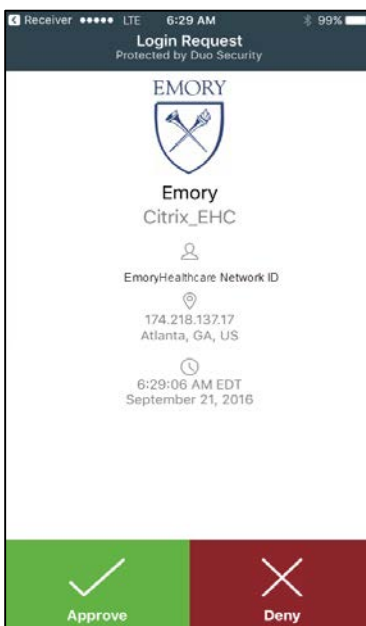 Receiver LTE 6:29 AM 99%
Login Request
Protected by Duo Security
EMORY
Emory
Citrix_EHC
EmoryHealthcare Network ID
174.218.137.17
Atlanta, GA, US
6:29:06 AM EDT
September 21, 2016
Approve Deny